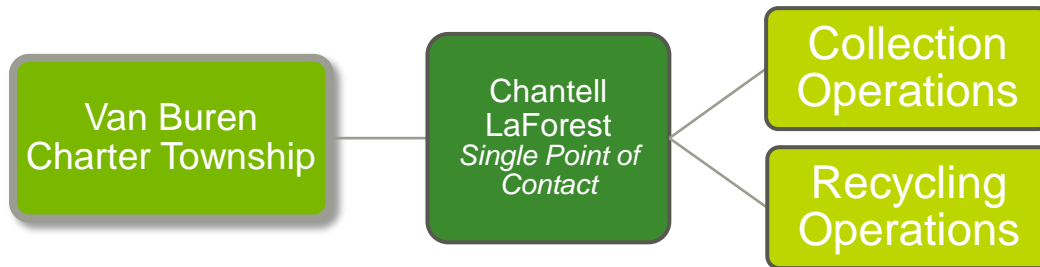 Van Buren
Charter Township
Chantell
LaForest
Single Point of
Contact
Collection
Operations
Recycling
Operations